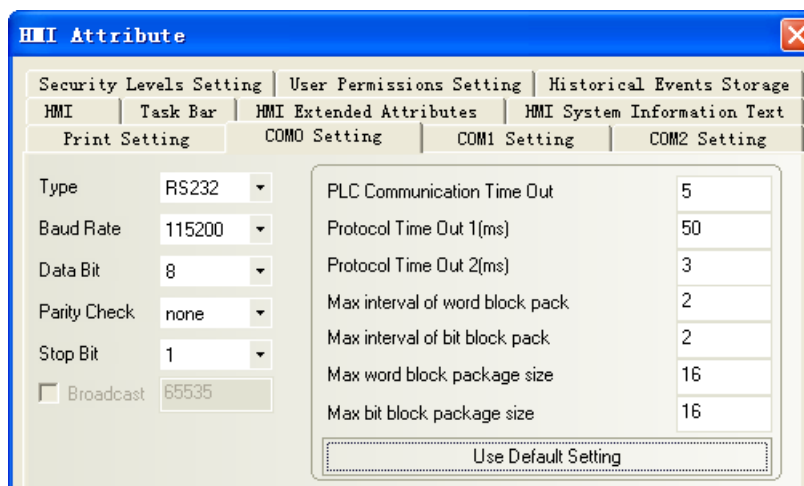 HMI Attribute
Security Levels Setting User Permissions Setting Historical Events Storage
HMI Task Bar HMI Extended Attributes HMI System Information Text
Print Setting COM0 Setting COM1 Setting COM2 Setting
Type RS232
Baud Rate 115200
Data Bit 8
Parity Check none
Stop Bit 1
Broadcast 65535
PLC Communication Time Out 5
Protocol Time Out 1(ms) 50
Protocol Time Out 2(ms) 3
Max interval of word block pack 2
Max interval of bit block pack 2
Max word block package size 16
Max bit block package size 16
Use Default Setting